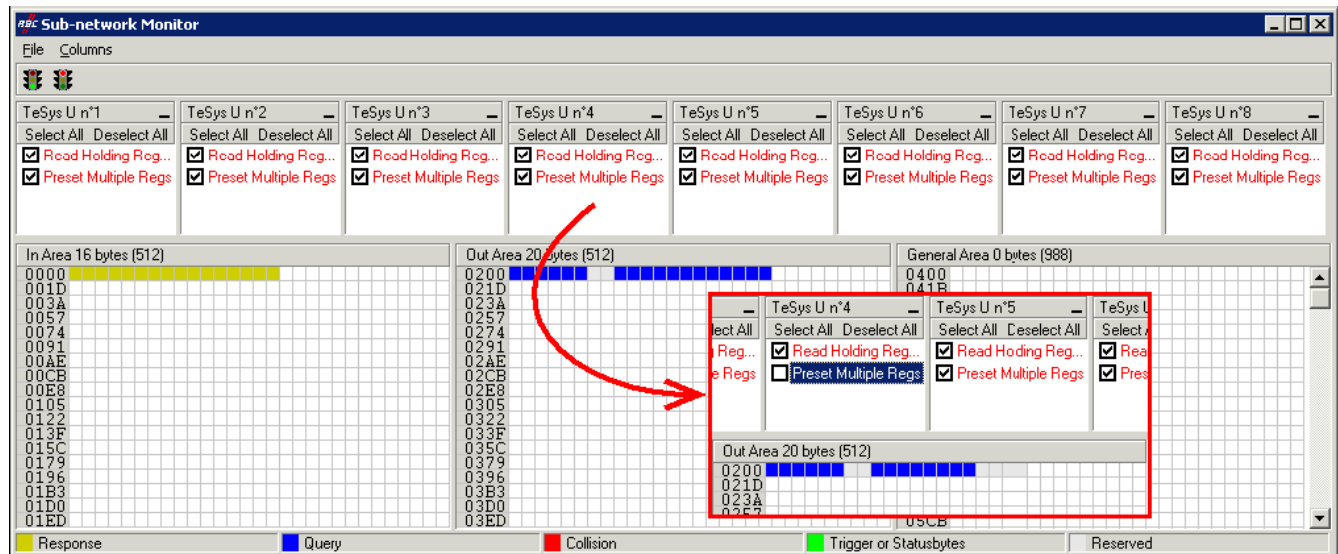 ABC Sub-network Monitor
File Columns
TeSys U n°1 TeSys U n°2 TeSys U n°3 TeSys U n°4 TeSys U n°5 TeSys U n°6 TeSys U n°7 TeSys U n°8
Select All Deselect All Select All Deselect All Select All Deselect All Select All Deselect All Select All Deselect All Select All Deselect All Select All Deselect All Select All Deselect All
Read Holding Reg... Read Holding Reg... Read Holding Reg... Read Holding Reg... Read Holding Reg... Read Holding Reg... Read Holding Reg... Read Holding Reg...
Preset Multiple Regs Preset Multiple Regs Preset Multiple Regs Preset Multiple Regs Preset Multiple Regs Preset Multiple Regs Preset Multiple Regs Preset Multiple Regs
In Area 16 bytes (512)
0000
001D
003A
0057
0074
0091
00AE
00CB
00E8
0105
0122
013F
015C
0179
0196
01B3
01D0
01ED
Out Area 20 bytes (512)
0200
021D
023A
0257
0274
0291
02AE
02CB
02E8
0305
0322
033F
035C
0379
0396
03B3
03D0
03ED
General Area 0 bytes (988)
0400
041B
05CB
TeSys U n°4 TeSys U n°5 TeSys U
lect All Select All Deselect All Select All Eeselect All Select A
Reg... Read Holding Reg... Read Hoding Reg... Rea
e Regs Preset Multiple Regs Preset Multiple Regs Pres
Out Area 20 bytes (512)
0200
021D
023A
0257
Response Query Collision Trigger or Statusbytes Reserved